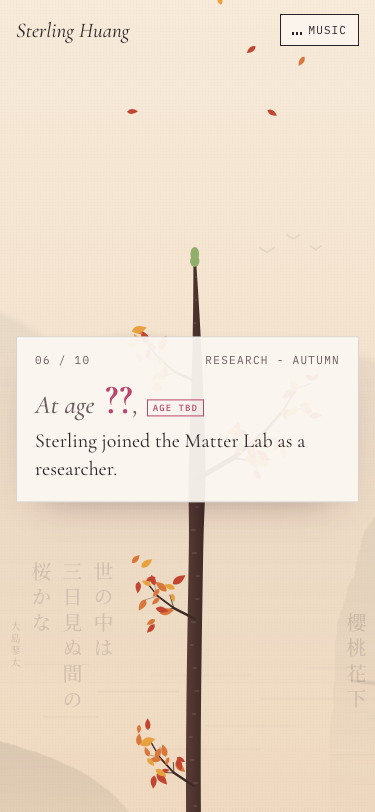 Sterling Huang
MUSIC
06 / 10
RESEARCH - AUTUMN
At age ??, AGE TBD
Sterling joined the Matter Lab as a
researcher.
世の中は
三日見ぬ間の
桜かな
大島蓼太
櫻桃花下